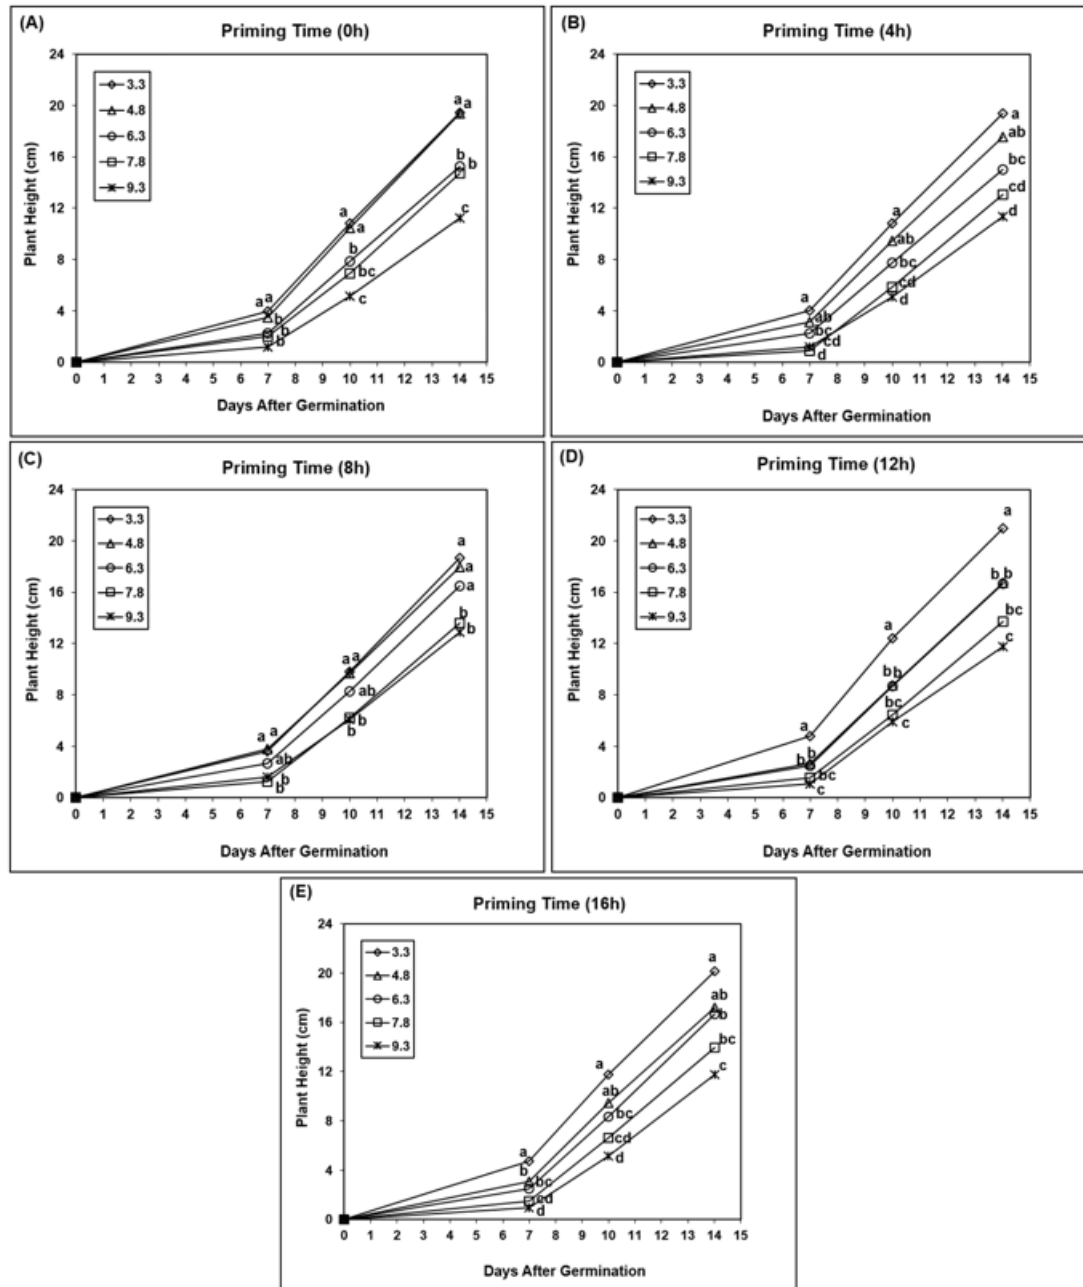 (A)
Priming Time (0h)
24
20
16
12
8
4
0
Plant Height (cm)
3.3
4.8
6.3
7.8
9.3
a a
b b
c
a
a
b
bc
c
a a
b
b
b
0 1 2 3 4 5 6 7 8 9 10 11 12 13 14 15
Days After Germination
(B)
Priming Time (4h)
24
20
16
12
8
4
0
Plant Height (cm)
3.3
4.8
6.3
7.8
9.3
a
ab
bc
cd
d
a
ab
bc
cd
d
a
ab
bc
cd
d
0 1 2 3 4 5 6 7 8 9 10 11 12 13 14 15
Days After Germination
(C)
Priming Time (8h)
24
20
16
12
8
4
0
Plant Height (cm)
3.3
4.8
6.3
7.8
9.3
a
a
a
b
b
a a
ab
b
b
a a
ab
b
b
0 1 2 3 4 5 6 7 8 9 10 11 12 13 14 15
Days After Germination
(D)
Priming Time (12h)
24
20
16
12
8
4
0
Plant Height (cm)
3.3
4.8
6.3
7.8
9.3
a
b b
bc
c
a
b b
bc
c
a
b b
bc
c
0 1 2 3 4 5 6 7 8 9 10 11 12 13 14 15
Days After Germination
(E)
Priming Time (16h)
24
20
16
12
8
4
0
Plant Height (cm)
3.3
4.8
6.3
7.8
9.3
a
ab
b
bc
c
a
ab
bc
cd
d
a
b
bc
cd
d
0 1 2 3 4 5 6 7 8 9 10 11 12 13 14 15
Days After Germination